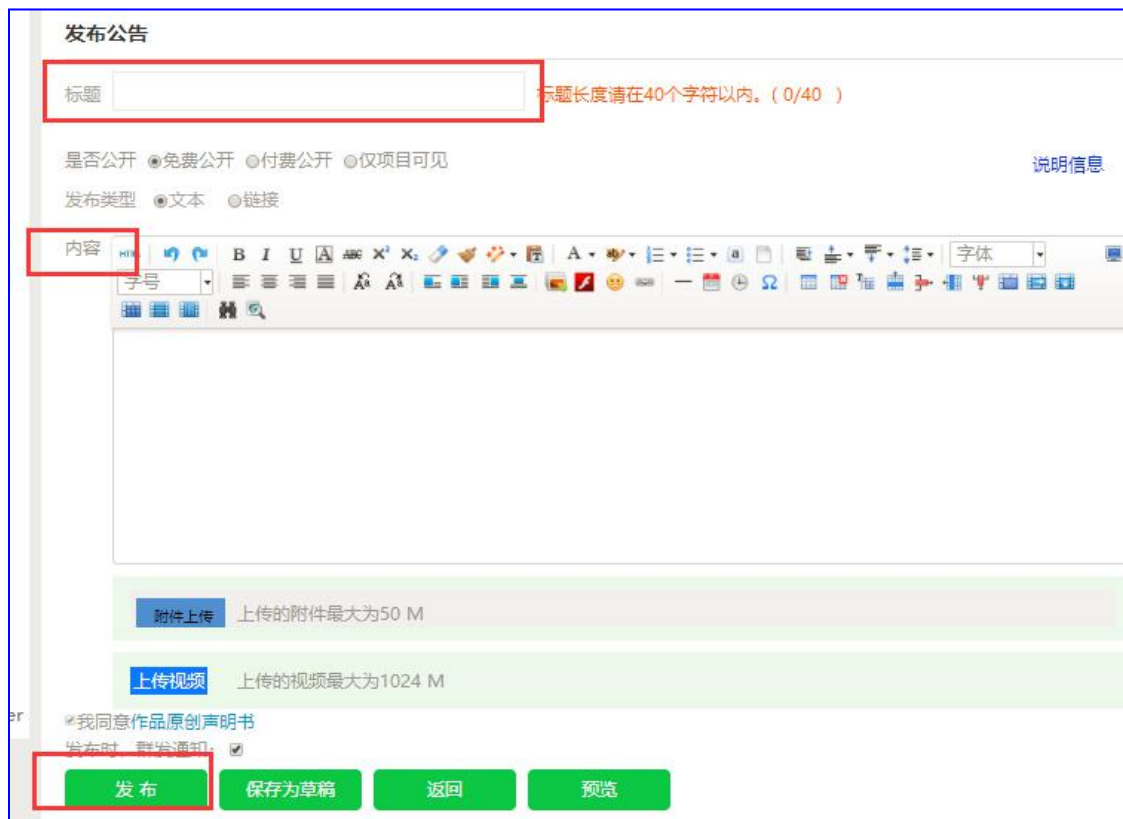 发布公告
标题 标题长度请在40个字符以内。( 0/40 )
是否公开 免费公开 付费公开 仅项目可见
说明信息
发布类型 文本 链接
内容
HTML B I U A ABC X² X₂ A 字体
字号
附件上传 上传的附件最大为50 M
上传视频 上传的视频最大为1024 M
er
我同意作品原创声明书
发布时，群发通知：
发 布 保存为草稿 返回 预览